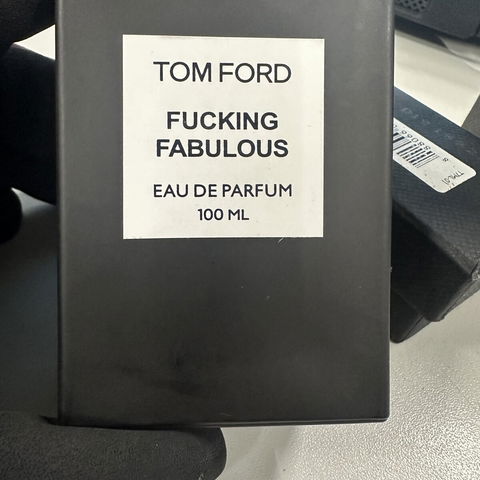 TOM FORD
FUCKING
FABULOUS
EAU DE PARFUM
100 ML